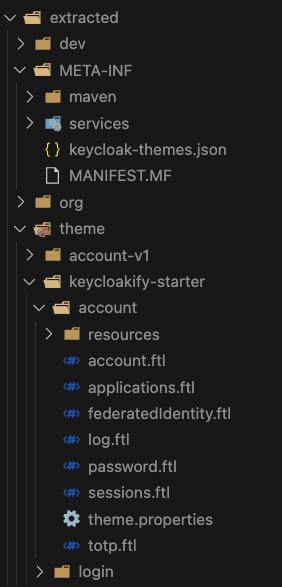 extracted
dev
META-INF
maven
services
keycloak-themes.json
MANIFEST.MF
org
theme
account-v1
keycloakify-starter
account
resources
account.ftl
applications.ftl
federatedIdentity.ftl
log.ftl
password.ftl
sessions.ftl
theme.properties
totp.ftl
login